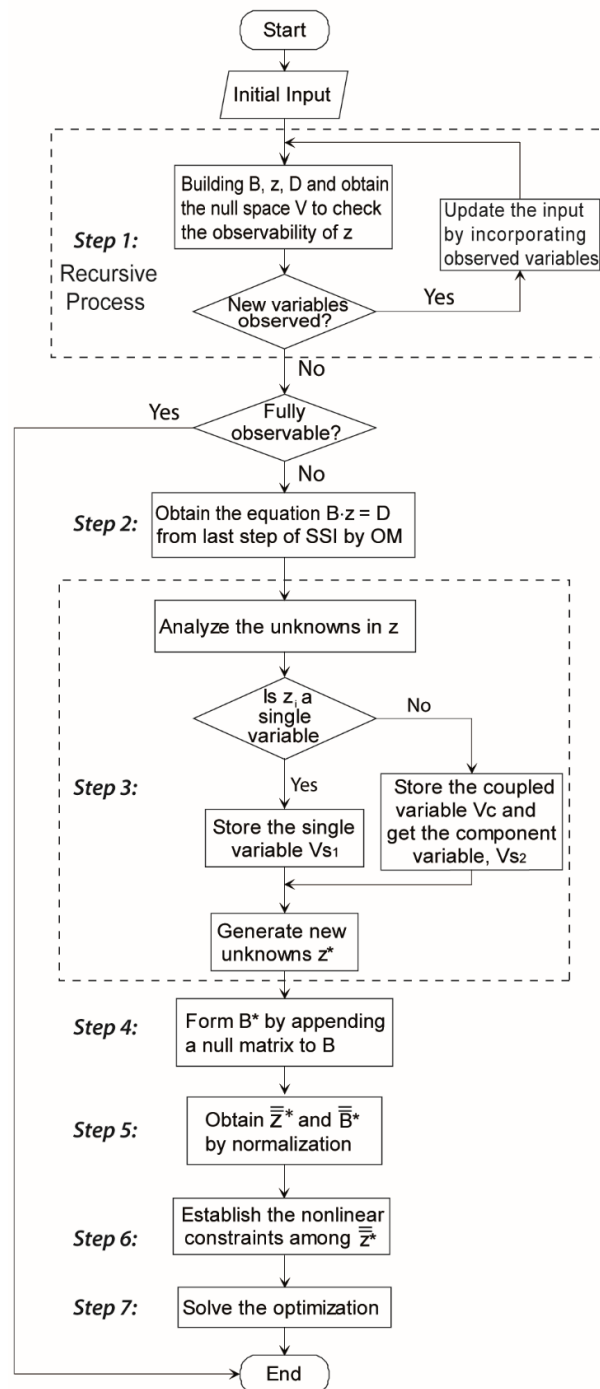 Start
Initial Input
Building B, z, D and obtain
the null space V to check
the observability of z
Update the input
by incorporating
observed variables
Step 1:
Recursive
Process
New variables
observed?
Yes
No
Yes
Fully
observable?
No
Step 2:
Obtain the equation B·z = D
from last step of SSI by OM
Analyze the unknowns in z
Is zi a
single
variable
No
Yes
Step 3:
Store the single
variable Vs1
Store the coupled
variable Vc and
get the component
variable, Vs2
Generate new
unknowns z*
Step 4:
Form B* by appending
a null matrix to B
Step 5:
Obtain z̿* and B̿*
by normalization
Step 6:
Establish the nonlinear
constraints among z̿*
Step 7:
Solve the optimization
End